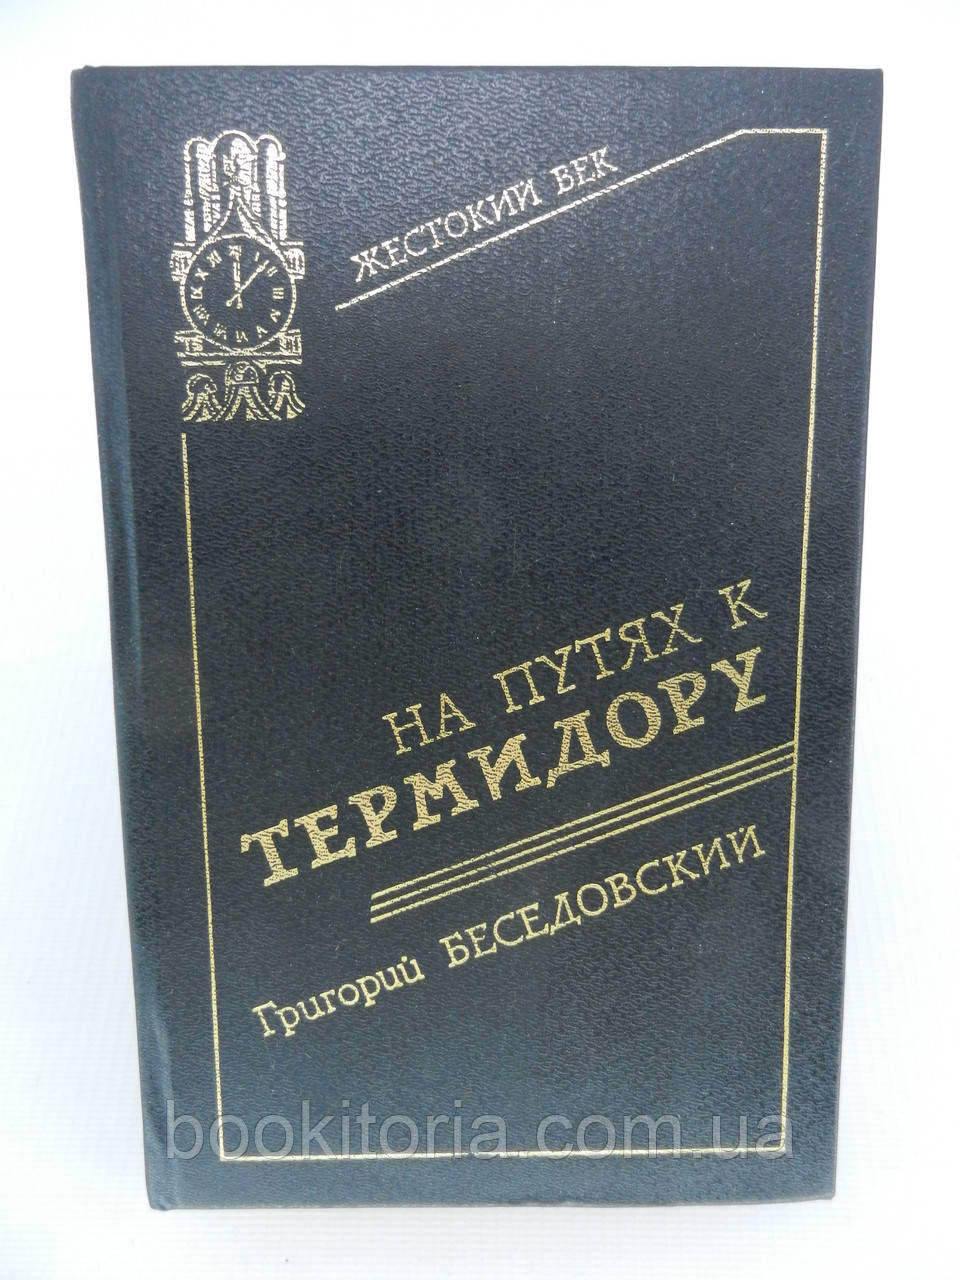 ЖЕСТОКИЙ ВЕК
НА ПУТЯХ К
ТЕРМИДОРУ
Григорий БЕСЕДОВСКИЙ
bookitoria.com.ua